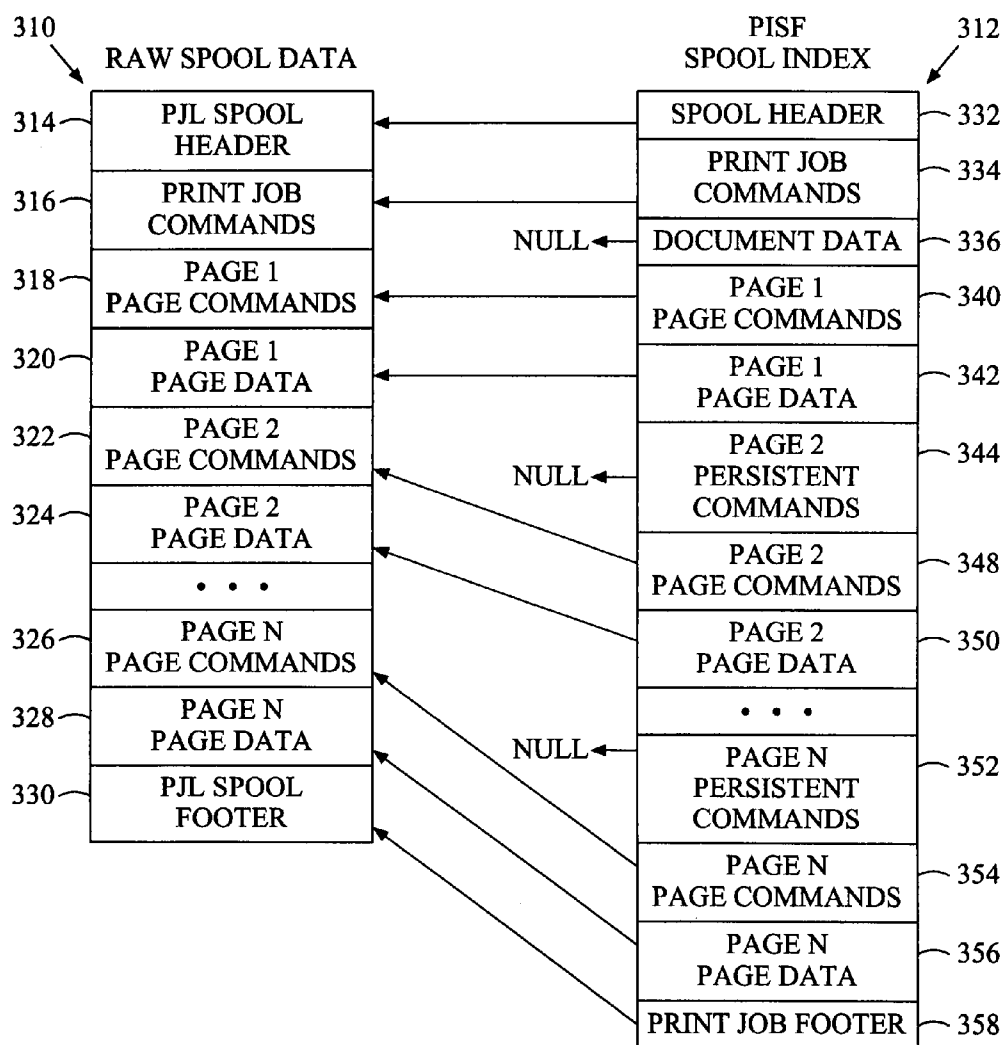 310
RAW SPOOL DATA
314
PJL SPOOL
HEADER
316
PRINT JOB
COMMANDS
318
PAGE 1
PAGE COMMANDS
320
PAGE 1
PAGE DATA
322
PAGE 2
PAGE COMMANDS
324
PAGE 2
PAGE DATA
• • •
326
PAGE N
PAGE COMMANDS
328
PAGE N
PAGE DATA
330
PJL SPOOL
FOOTER
PISF
SPOOL INDEX
312
SPOOL HEADER
332
PRINT JOB
COMMANDS
334
NULL
DOCUMENT DATA
336
PAGE 1
PAGE COMMANDS
340
PAGE 1
PAGE DATA
342
NULL
PAGE 2
PERSISTENT
COMMANDS
344
PAGE 2
PAGE COMMANDS
348
PAGE 2
PAGE DATA
350
• • •
NULL
PAGE N
PERSISTENT
COMMANDS
352
PAGE N
PAGE COMMANDS
354
PAGE N
PAGE DATA
356
PRINT JOB FOOTER
358